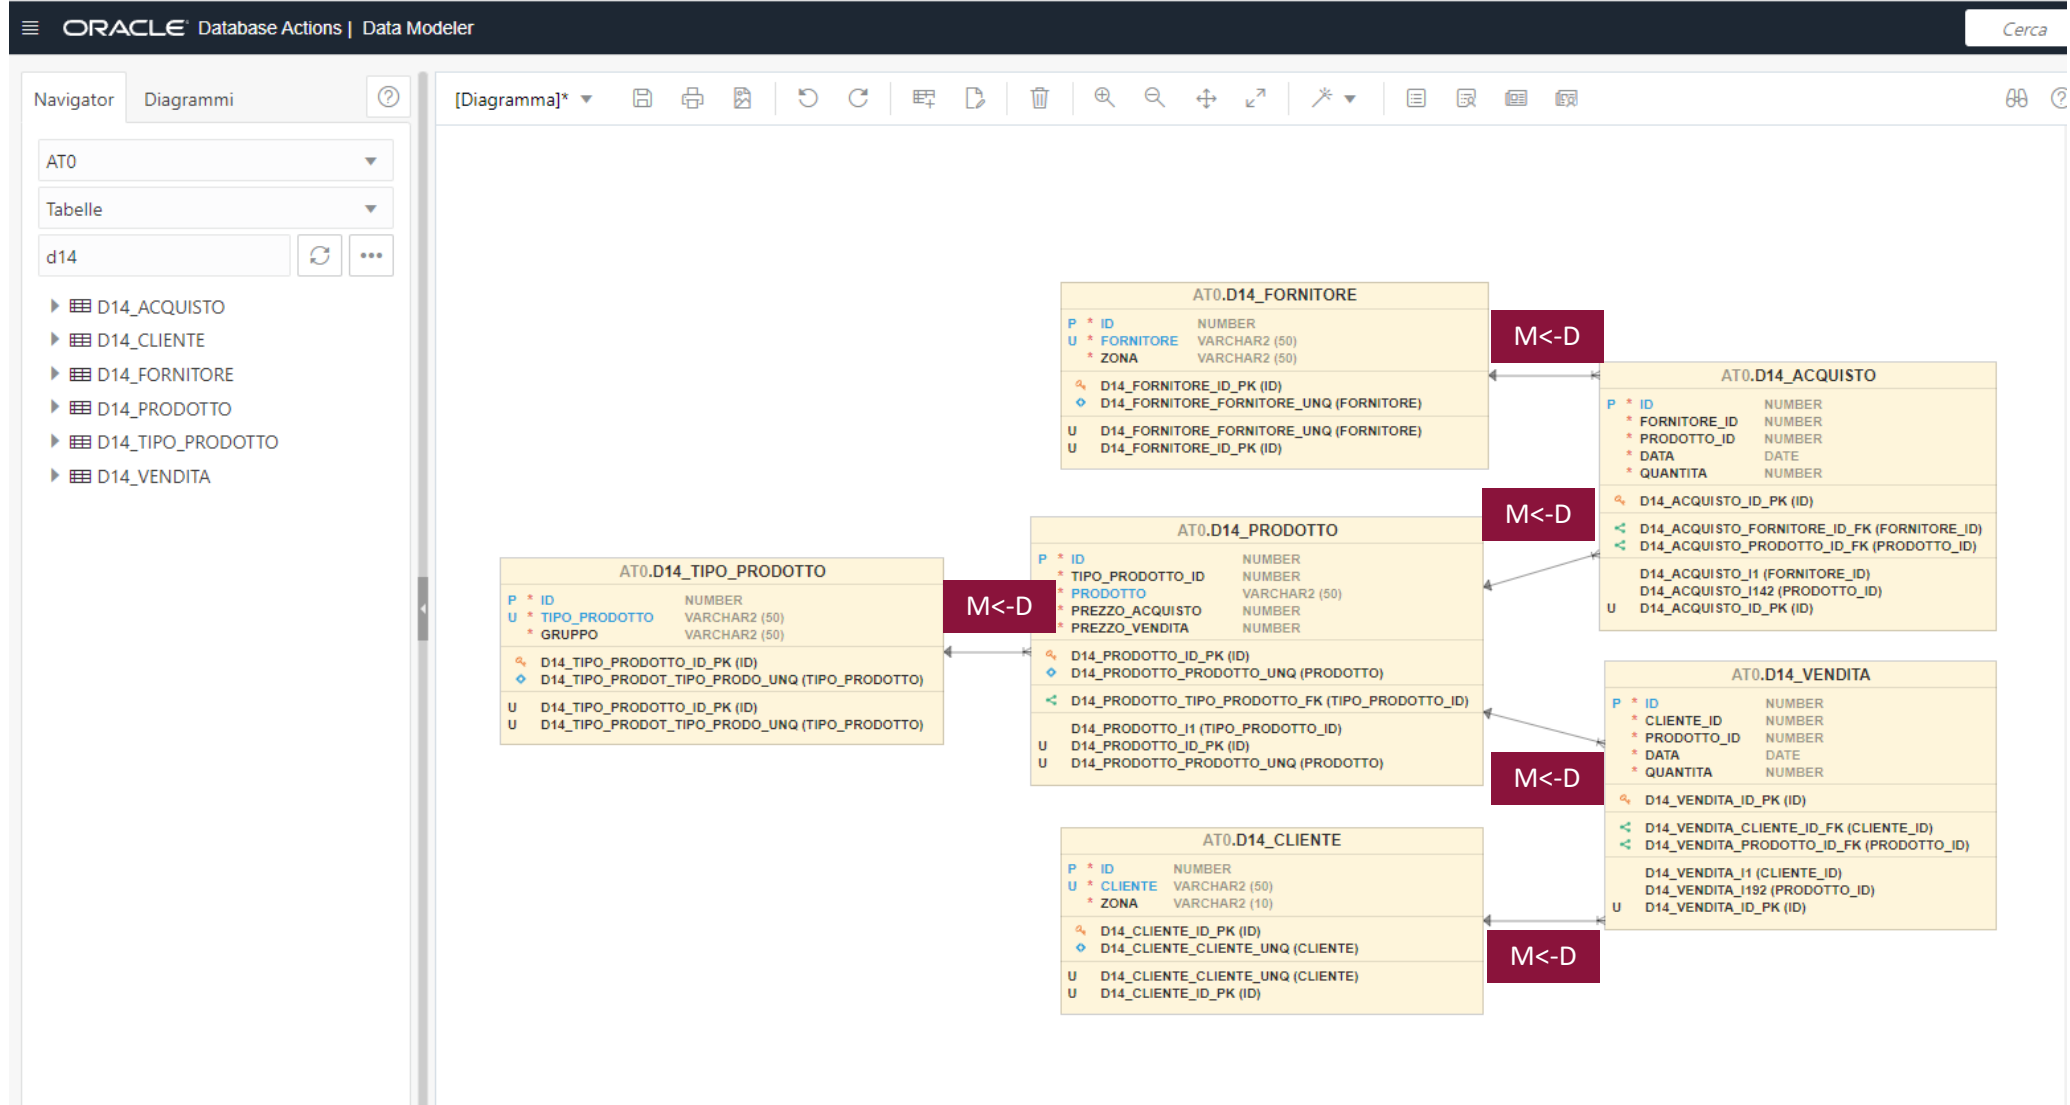 ORACLE Database Actions | Data Modeler
Cerca
Navigator
Diagrammi
[Diagramma]*
AT0
Tabelle
d14
D14_ACQUISTO
D14_CLIENTE
D14_FORNITORE
D14_PRODOTTO
D14_TIPO_PRODOTTO
D14_VENDITA
AT0.D14_FORNITORE
P * ID NUMBER
U * FORNITORE VARCHAR2 (50)
* ZONA VARCHAR2 (50)
D14_FORNITORE_ID_PK (ID)
D14_FORNITORE_FORNITORE_UNQ (FORNITORE)
U D14_FORNITORE_FORNITORE_UNQ (FORNITORE)
U D14_FORNITORE_ID_PK (ID)
M<-D
AT0.D14_ACQUISTO
P * ID NUMBER
* FORNITORE_ID NUMBER
* PRODOTTO_ID NUMBER
* DATA DATE
* QUANTITA NUMBER
D14_ACQUISTO_ID_PK (ID)
D14_ACQUISTO_FORNITORE_ID_FK (FORNITORE_ID)
D14_ACQUISTO_PRODOTTO_ID_FK (PRODOTTO_ID)
D14_ACQUISTO_I1 (FORNITORE_ID)
D14_ACQUISTO_I142 (PRODOTTO_ID)
U D14_ACQUISTO_ID_PK (ID)
M<-D
AT0.D14_TIPO_PRODOTTO
P * ID NUMBER
U * TIPO_PRODOTTO VARCHAR2 (50)
* GRUPPO VARCHAR2 (50)
D14_TIPO_PRODOTTO_ID_PK (ID)
D14_TIPO_PRODOT_TIPO_PRODO_UNQ (TIPO_PRODOTTO)
U D14_TIPO_PRODOTTO_ID_PK (ID)
U D14_TIPO_PRODOT_TIPO_PRODO_UNQ (TIPO_PRODOTTO)
M<-D
AT0.D14_PRODOTTO
P * ID NUMBER
* TIPO_PRODOTTO_ID NUMBER
* PRODOTTO VARCHAR2 (50)
* PREZZO_ACQUISTO NUMBER
* PREZZO_VENDITA NUMBER
D14_PRODOTTO_ID_PK (ID)
D14_PRODOTTO_PRODOTTO_UNQ (PRODOTTO)
D14_PRODOTTO_TIPO_PRODOTTO_FK (TIPO_PRODOTTO_ID)
D14_PRODOTTO_I1 (TIPO_PRODOTTO_ID)
U D14_PRODOTTO_ID_PK (ID)
U D14_PRODOTTO_PRODOTTO_UNQ (PRODOTTO)
M<-D
AT0.D14_VENDITA
P * ID NUMBER
* CLIENTE_ID NUMBER
* PRODOTTO_ID NUMBER
* DATA DATE
* QUANTITA NUMBER
D14_VENDITA_ID_PK (ID)
D14_VENDITA_CLIENTE_ID_FK (CLIENTE_ID)
D14_VENDITA_PRODOTTO_ID_FK (PRODOTTO_ID)
D14_VENDITA_I1 (CLIENTE_ID)
D14_VENDITA_I192 (PRODOTTO_ID)
U D14_VENDITA_ID_PK (ID)
AT0.D14_CLIENTE
P * ID NUMBER
U * CLIENTE VARCHAR2 (50)
* ZONA VARCHAR2 (10)
D14_CLIENTE_ID_PK (ID)
D14_CLIENTE_CLIENTE_UNQ (CLIENTE)
U D14_CLIENTE_CLIENTE_UNQ (CLIENTE)
U D14_CLIENTE_ID_PK (ID)
M<-D